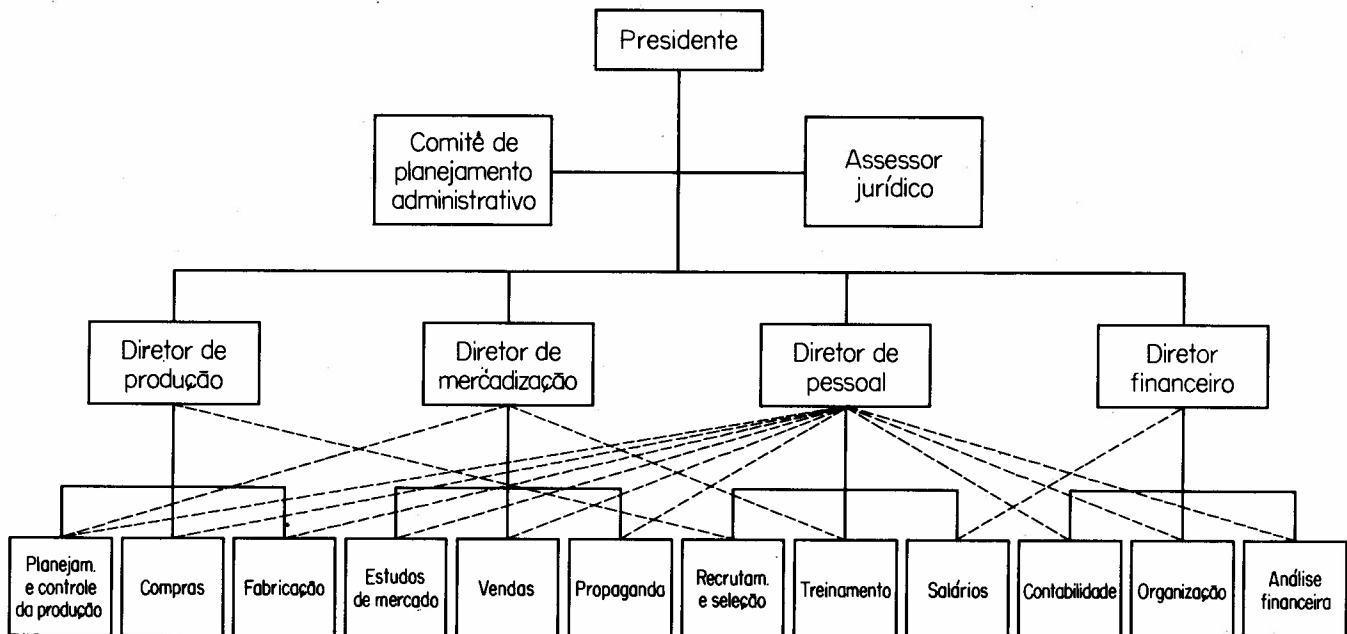 Presidente
Comitê de
planejamento
administrativo
Assessor
jurídico
Diretor de
produção
Diretor de
mercadização
Diretor de
pessoal
Diretor
financeiro
Planejam.
e controle
da produção
Compras
Fabricação
Estudos
de mercado
Vendas
Propaganda
Recrutam.
e seleção
Treinamento
Salários
Contabilidade
Organização
Análise
financeira